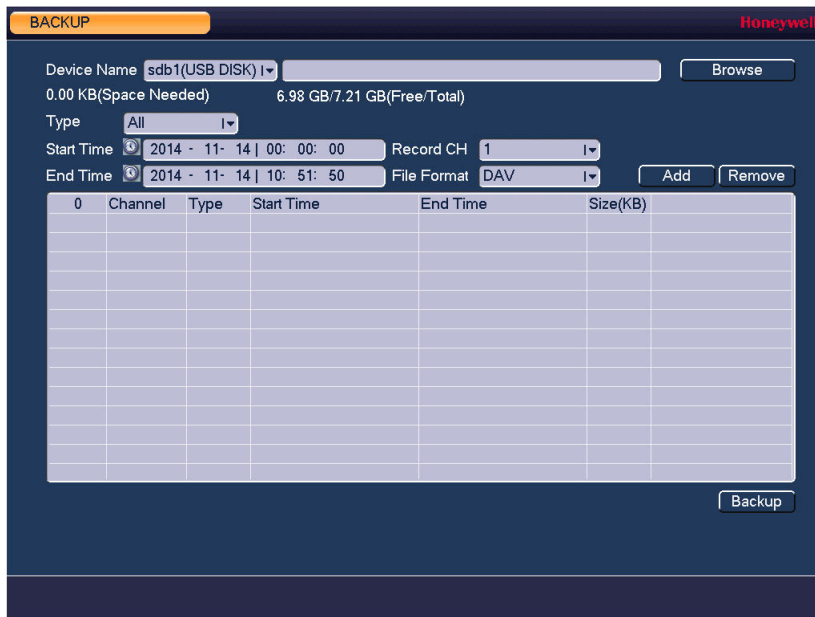 BACKUP Honeywell
Device Name sdb1(USB DISK) Browse
0.00 KB(Space Needed) 6.98 GB/7.21 GB(Free/Total)
Type All
Start Time 2014 - 11- 14 | 00: 00: 00 Record CH 1
End Time 2014 - 11- 14 | 10: 51: 50 File Format DAV Add Remove
0 Channel Type Start Time End Time Size(KB)
Backup